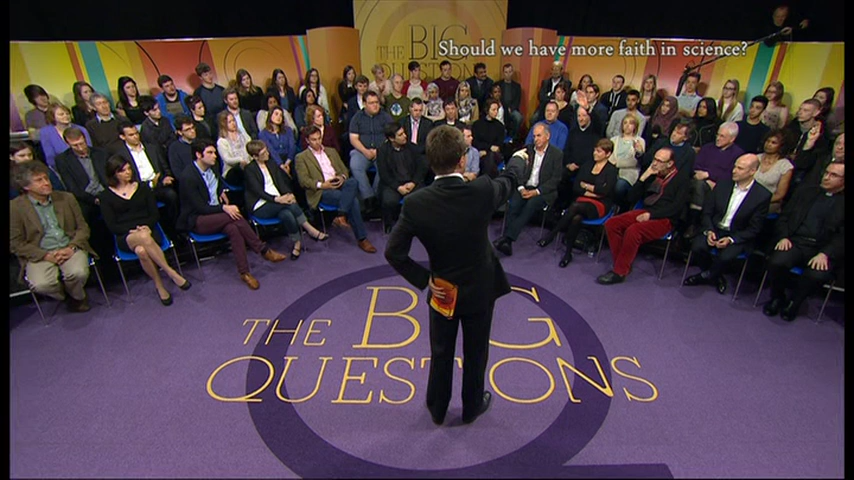 THE BIG QUESTIONS
Should we have more faith in science?
THE BIG
QUESTIONS